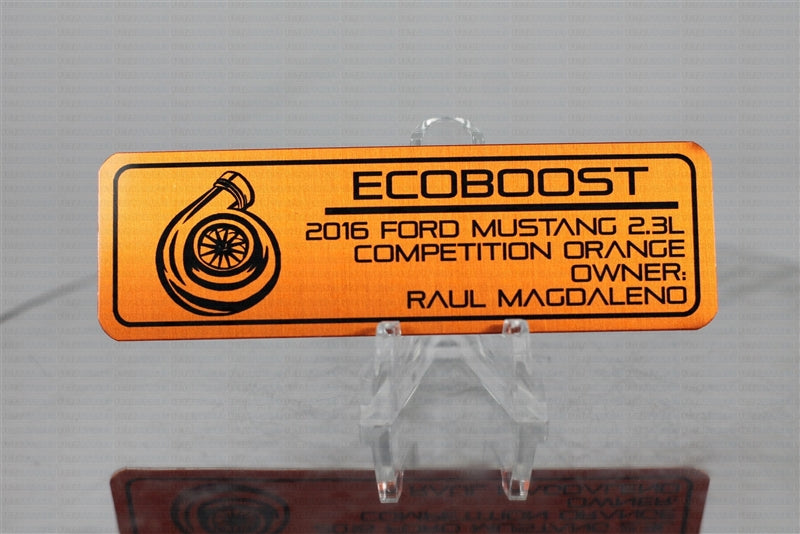 ECOBOOST
2016 FORD MUSTANG 2.3L
COMPETITION ORANGE
OWNER:
RAUL MAGDALENO